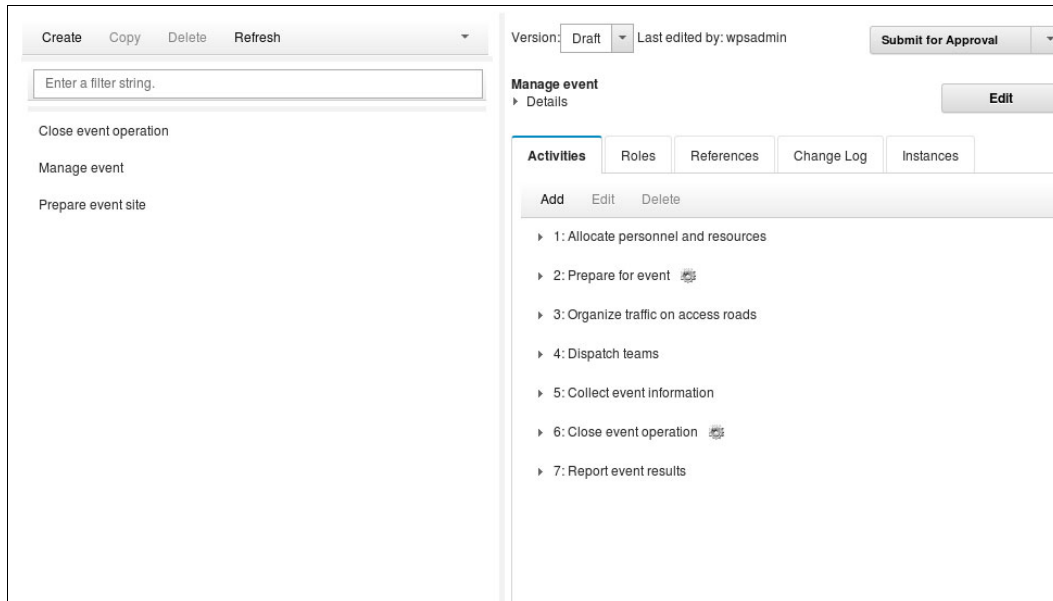 Create Copy Delete Refresh
Enter a filter string.
Close event operation
Manage event
Prepare event site
Version: Draft Last edited by: wpsadmin
Submit for Approval
Manage event
Details
Edit
Activities Roles References Change Log Instances
Add Edit Delete
1: Allocate personnel and resources
2: Prepare for event
3: Organize traffic on access roads
4: Dispatch teams
5: Collect event information
6: Close event operation
7: Report event results